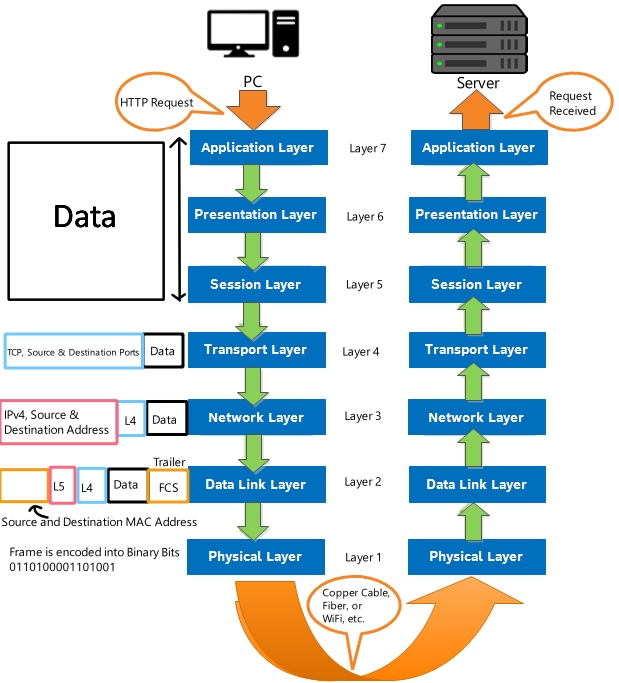 PC
Server
HTTP Request
Request
Received
Application Layer
Layer 7
Application Layer
Data
Presentation Layer
Layer 6
Presentation Layer
Session Layer
Layer 5
Session Layer
TCP, Source & Destination Ports
Data
Transport Layer
Layer 4
Transport Layer
IPv4, Source &
Destination Address
L4
Data
Network Layer
Layer 3
Network Layer
Trailer
L5
L4
Data
FCS
Data Link Layer
Layer 2
Data Link Layer
Source and Destination MAC Address
Frame is encoded into Binary Bits
0110100001101001
Physical Layer
Layer 1
Physical Layer
Copper Cable,
Fiber, or
WiFi, etc.